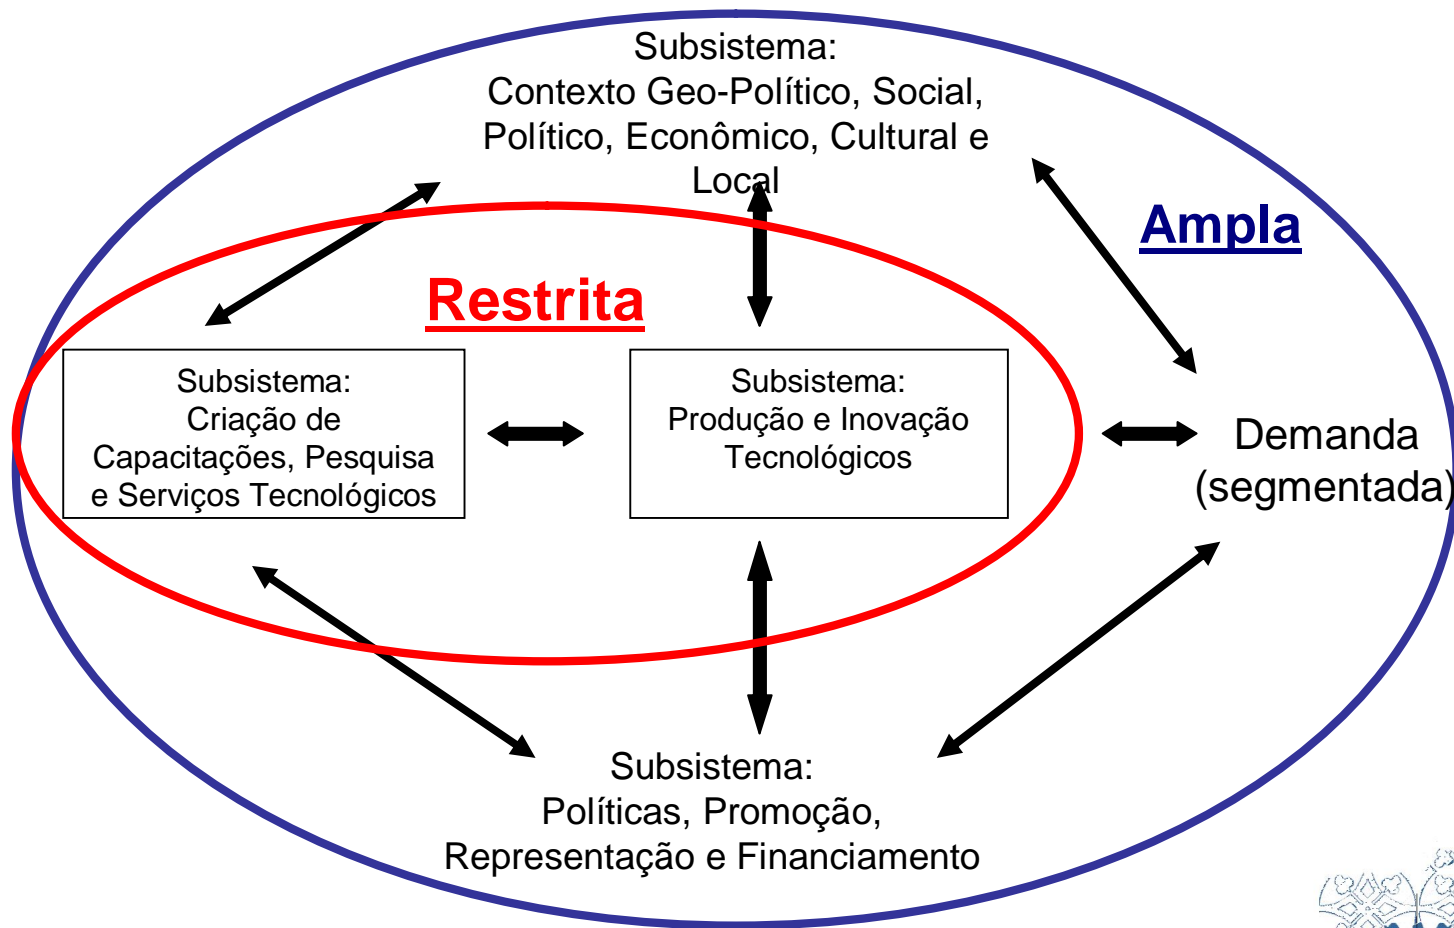 Subsistema:
Contexto Geo-Político, Social,
Político, Econômico, Cultural e
Local
Ampla
Restrita
Subsistema:
Criação de
Capacitações, Pesquisa
e Serviços Tecnológicos
Subsistema:
Produção e Inovação
Tecnológicos
Demanda
(segmentada)
Subsistema:
Políticas, Promoção,
Representação e Financiamento